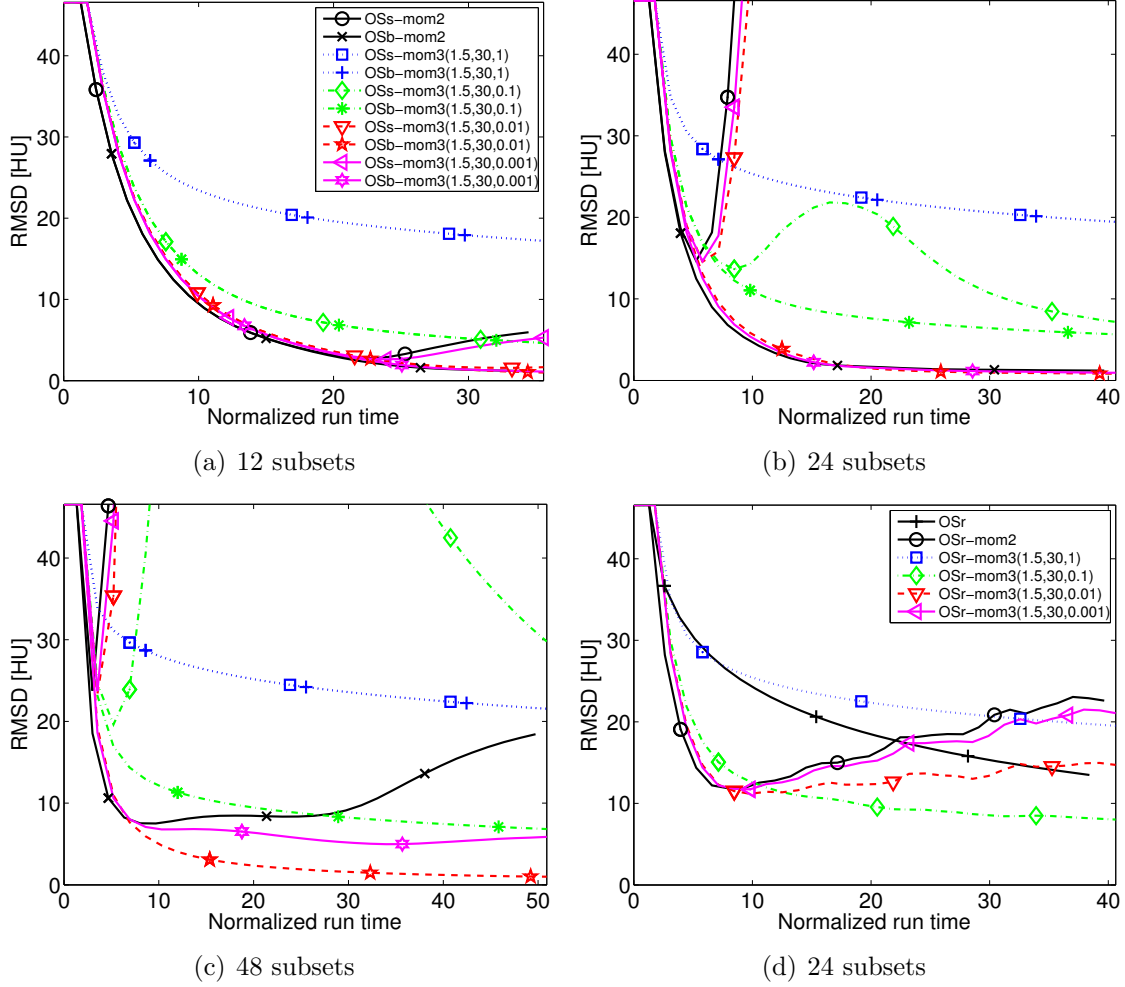 RMSD [HU]
40
30
20
10
0
0 10 20 30
Normalized run time
OSs−mom2
OSb−mom2
OSs−mom3(1.5,30,1)
OSb−mom3(1.5,30,1)
OSs−mom3(1.5,30,0.1)
OSb−mom3(1.5,30,0.1)
OSs−mom3(1.5,30,0.01)
OSb−mom3(1.5,30,0.01)
OSs−mom3(1.5,30,0.001)
OSb−mom3(1.5,30,0.001)
(a) 12 subsets
RMSD [HU]
40
30
20
10
0
0 10 20 30 40
Normalized run time
(b) 24 subsets
RMSD [HU]
40
30
20
10
0
0 10 20 30 40 50
Normalized run time
(c) 48 subsets
RMSD [HU]
40
30
20
10
0
0 10 20 30 40
Normalized run time
OSr
OSr−mom2
OSr−mom3(1.5,30,1)
OSr−mom3(1.5,30,0.1)
OSr−mom3(1.5,30,0.01)
OSr−mom3(1.5,30,0.001)
(d) 24 subsets